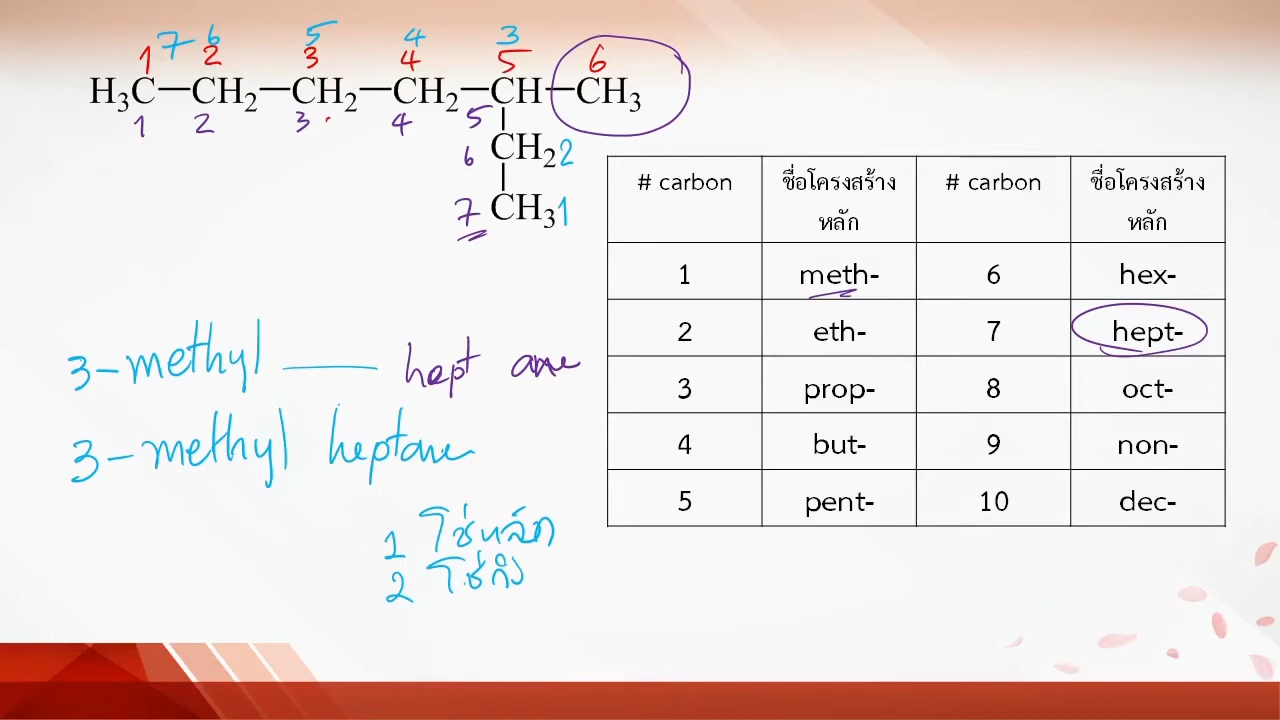 7 6 5 4 3
1 2 3 4 5 6
H3C—CH2—CH2—CH2—CH—CH3
1 2 3 4 5
6 CH2 2
7 CH3 1
# carbon ชื่อโครงสร้างหลัก # carbon ชื่อโครงสร้างหลัก
1 meth- 6 hex-
2 eth- 7 hept-
3 prop- 8 oct-
4 but- 9 non-
5 pent- 10 dec-
3-methyl hept ane
3-methyl heptane
1 โซ่หลัก
2 โซ่กิ่ง